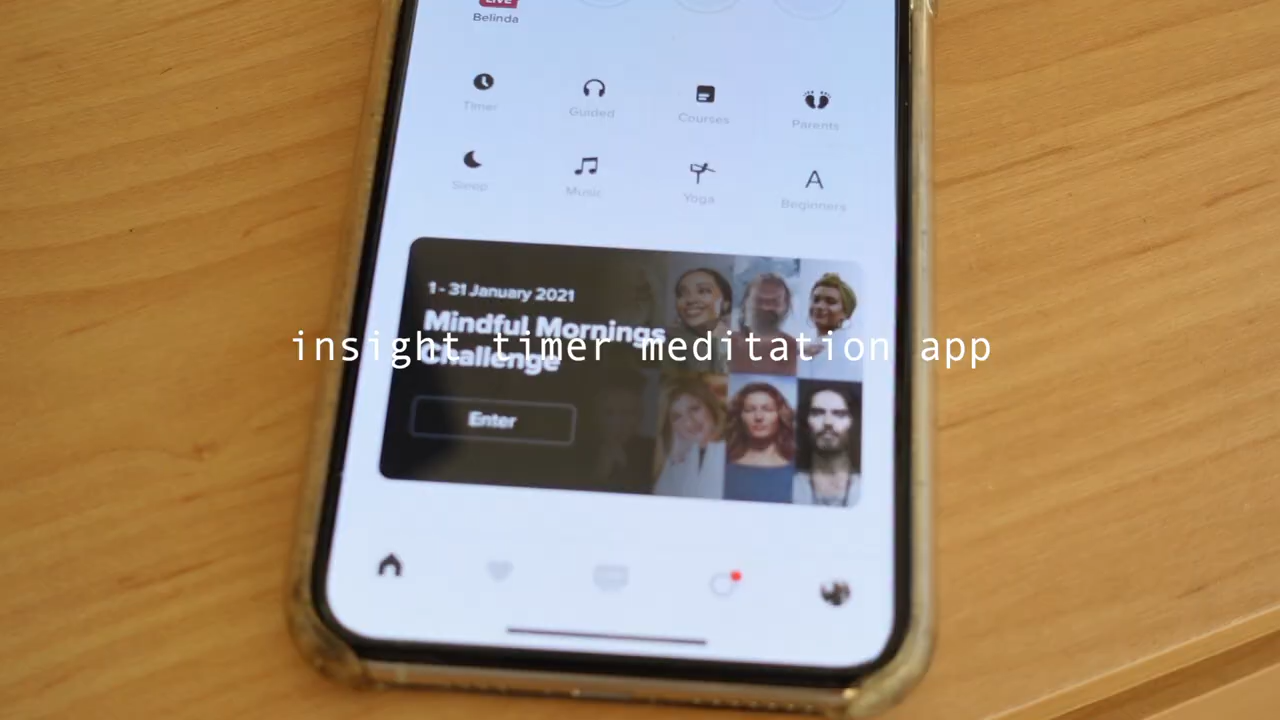 LIVE
Belinda
Timer
Guided
Courses
Parents
Sleep
Music
Yoga
A
Beginners
1 - 31 January 2021
Mindful Mornings
Challenge
Enter
insight timer meditation app